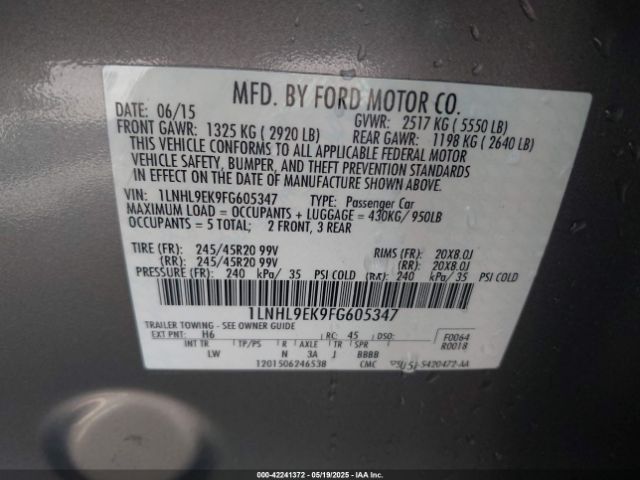 MFD. BY FORD MOTOR CO.
DATE: 06/15 GVWR: 2517 KG ( 5550 LB)
FRONT GAWR: 1325 KG ( 2920 LB) REAR GAWR: 1198 KG ( 2640 LB)
THIS VEHICLE CONFORMS TO ALL APPLICABLE FEDERAL MOTOR
VEHICLE SAFETY, BUMPER, AND THEFT PREVENTION STANDARDS
IN EFFECT ON THE DATE OF MANUFACTURE SHOWN ABOVE.
VIN: 1LNHL9EK9FG605347 TYPE: Passenger Car
MAXIMUM LOAD = OCCUPANTS + LUGGAGE = 430KG/ 950LB
OCCUPANTS = 5 TOTAL; 2 FRONT, 3 REAR
TIRE (FR): 245/45R20 99V RIMS (FR): 20X8.0J
(RR): 245/45R20 99V (RR): 20X8.0J
PRESSURE (FR): 240 kPa/ 35 PSI COLD (RR): 240 kPa/ 35 PSI COLD
1LNHL9EK9FG605347
TRAILER TOWING - SEE OWNER GUIDE
EXT PNT: H6 RC: 45 DSO: F0064
R0018
INT TR TP/PS R AXLE TR SPR
LW N 3A J BBBB
1201506246538 CMC 5U5J-5420472-AA
000-42241372 - 05/19/2025 - IAAI.CA